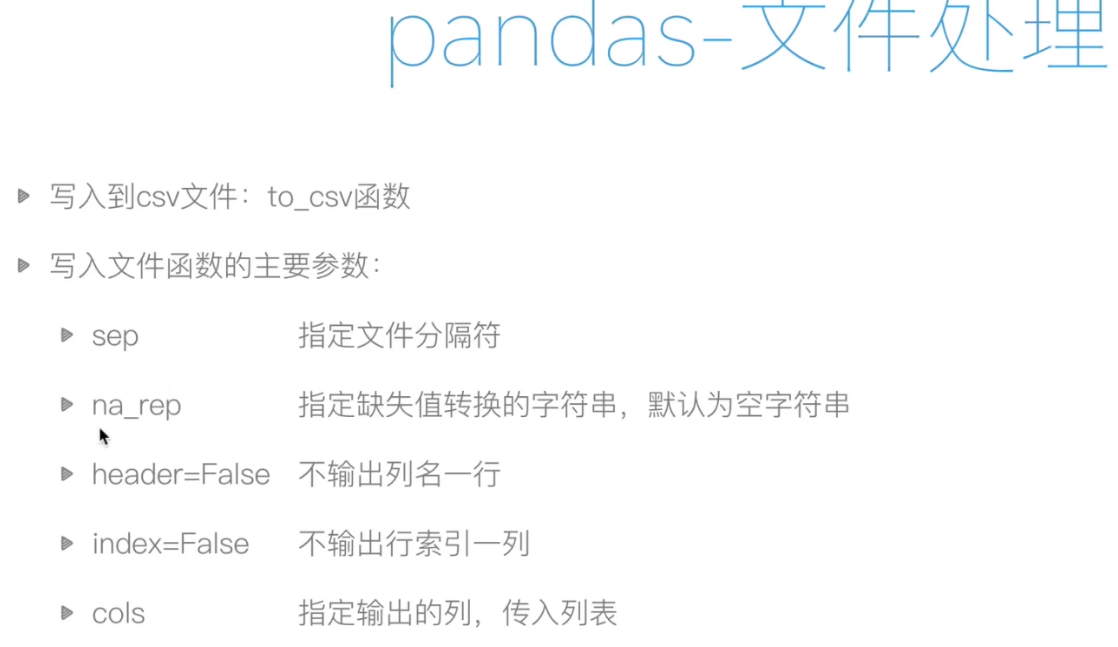 pandas-文件处理
写入到csv文件：to_csv函数
写入文件函数的主要参数：
sep 指定文件分隔符
na_rep 指定缺失值转换的字符串，默认为空字符串
header=False 不输出列名一行
index=False 不输出行索引一列
cols 指定输出的列，传入列表